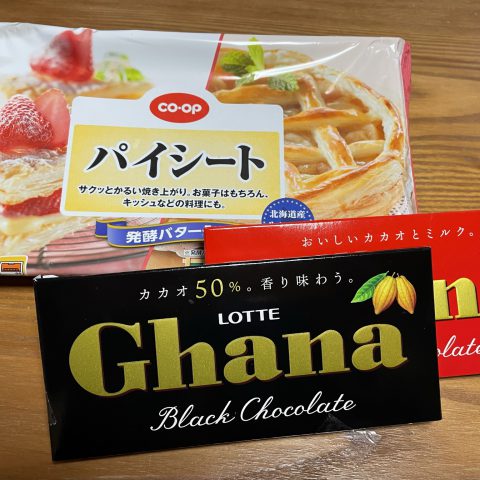 CO·OP
パイシート
サクッとかるい焼き上がり。お菓子はもちろん、
キッシュなどの料理にも。
北海道産
発酵バター
おいしいカカオとミルク。
カカオ50%。香り味わう。
LOTTE
Ghana
Black Chocolate
na
olate